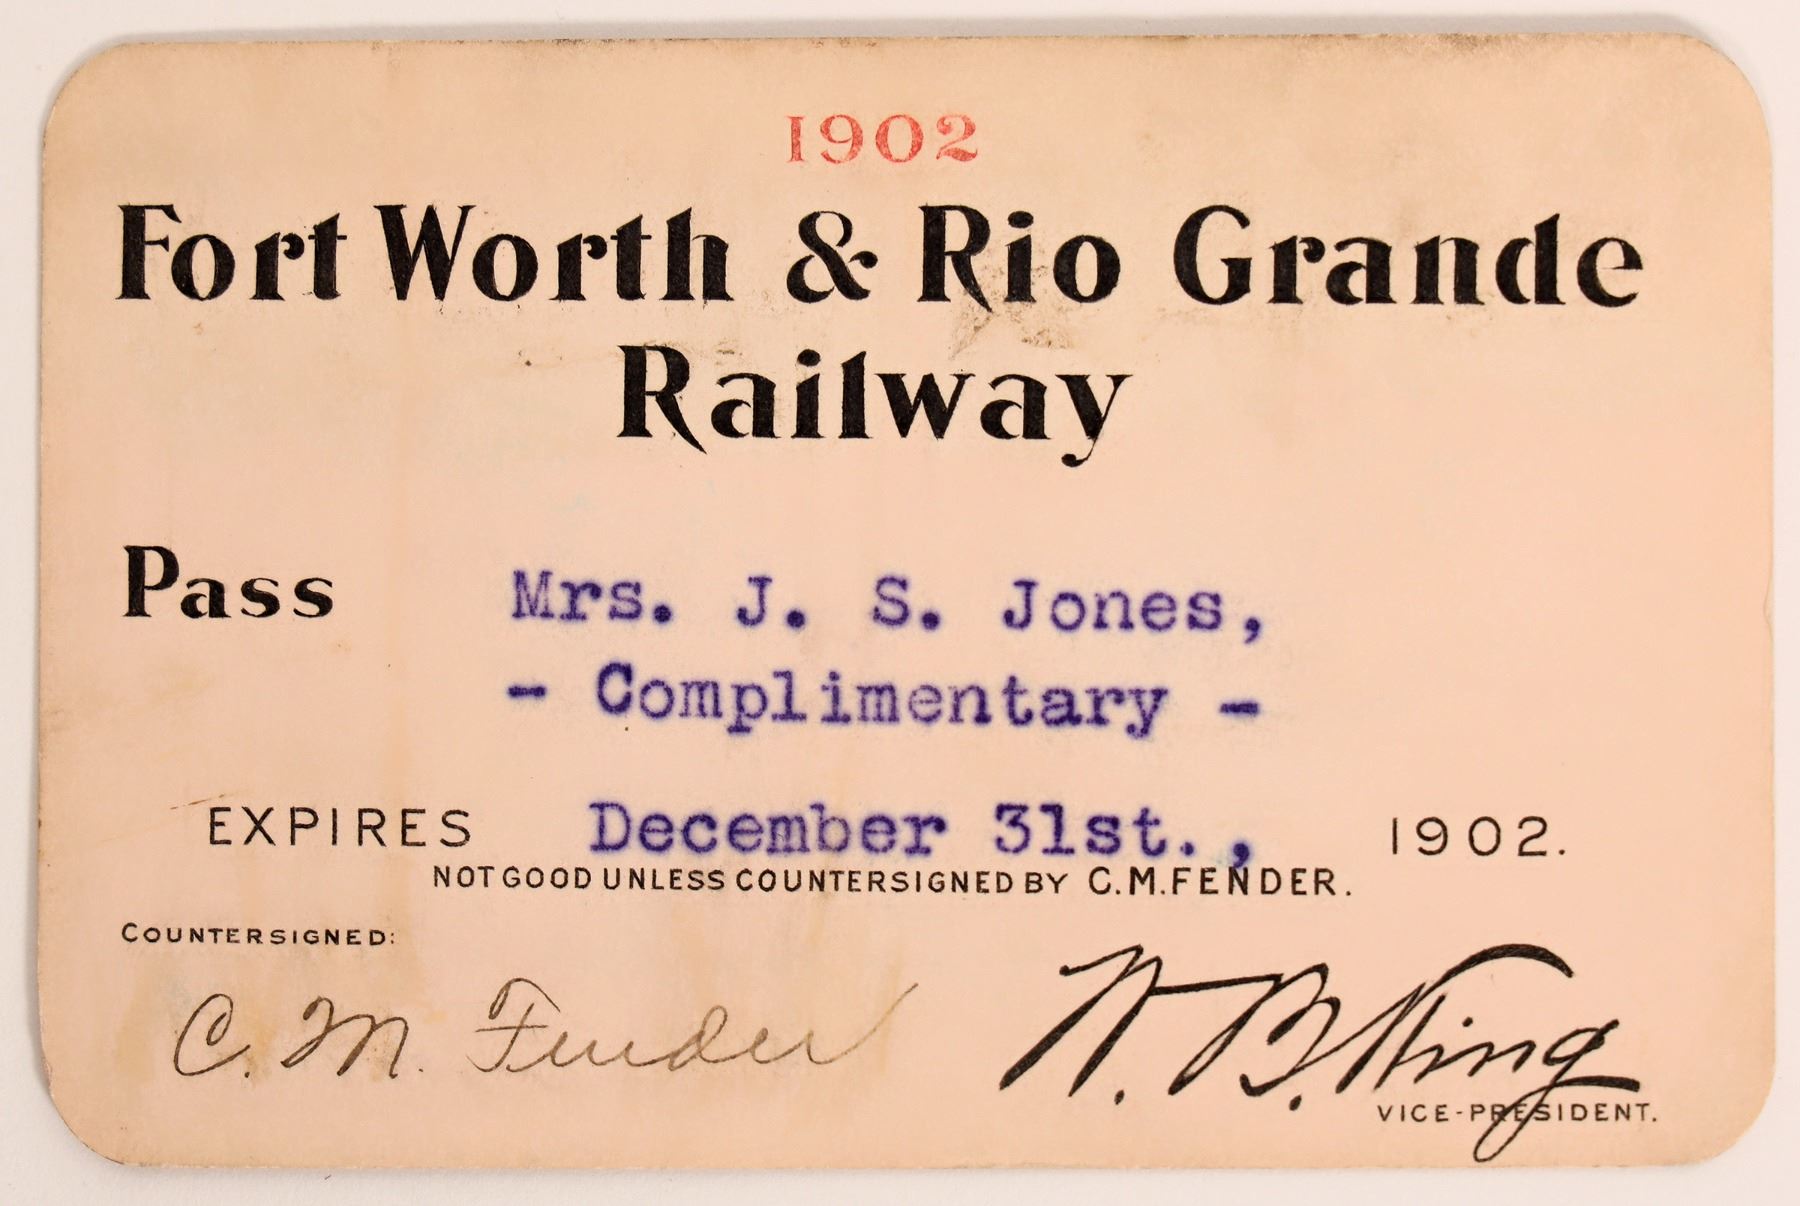 1902
Fort Worth & Rio Grande
Railway
Pass Mrs. J. S. Jones,
- Complimentary -
EXPIRES December 31st., 1902.
NOT GOOD UNLESS COUNTERSIGNED BY C.M.FENDER.
COUNTERSIGNED:
C. M. Fender
N. B. King
VICE-PRESIDENT.